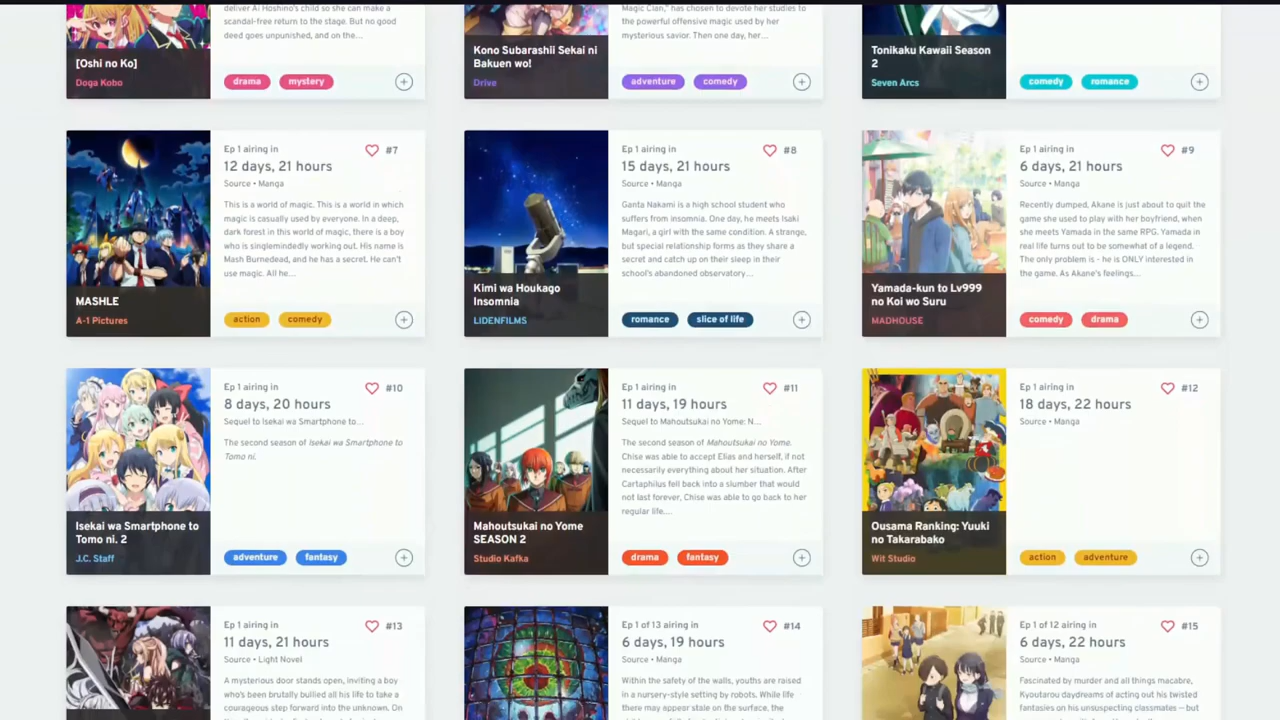 deliver Ai Hoshino's child so she can make a
scandal-free return to the stage. But no good
deed goes unpunished, and on the...
[Oshi no Ko]
Doga Kobo
drama mystery
Magic Clan," has chosen to devote her studies to
the powerful offensive magic used by her
mysterious savior. Then one day, her...
Kono Subarashii Sekai ni
Bakuen wo!
Drive
adventure comedy
Tonikaku Kawaii Season
2
Seven Arcs
comedy romance
Ep 1 airing in
#7
12 days, 21 hours
Source • Manga
This is a world of magic. This is a world in which
magic is casually used by everyone. In a deep,
dark forest in this world of magic, there is a boy
who is singlemindedly working out. His name is
Mash Burnedead, and he has a secret. He can't
use magic. All he...
MASHLE
A-1 Pictures
action comedy
Ep 1 airing in
#8
15 days, 21 hours
Source • Manga
Ganta Nakami is a high school student who
suffers from insomnia. One day, he meets Isaki
Magari, a girl with the same condition. A strange,
but special relationship forms as they share a
secret and catch up on their sleep in their
school's abandoned observatory...
Kimi wa Houkago
Insomnia
LIDENFILMS
romance slice of life
Ep 1 airing in
#9
6 days, 21 hours
Source • Manga
Recently dumped, Akane is just about to quit the
game she used to play with her boyfriend, when
she meets Yamada in the same RPG. Yamada in
real life turns out to be somewhat of a legend.
The only problem is - he is ONLY interested in
the game. As Akane's feelings...
Yamada-kun to Lv999
no Koi wo Suru
MADHOUSE
comedy drama
Ep 1 airing in
#10
8 days, 20 hours
Sequel to Isekai wa Smartphone to...
The second season of Isekai wa Smartphone to
Tomo ni.
Isekai wa Smartphone to
Tomo ni. 2
J.C. Staff
adventure fantasy
Ep 1 airing in
#11
11 days, 19 hours
Sequel to Mahoutsukai no Yome: N...
The second season of Mahoutsukai no Yome.
Chise was able to accept Elias and herself, if not
necessarily everything about her situation. After
Cartaphilus fell back into a slumber that would
not last forever, Chise was able to go back to her
regular life....
Mahoutsukai no Yome
SEASON 2
Studio Kafka
drama fantasy
Ep 1 airing in
#12
18 days, 22 hours
Source • Manga
Ousama Ranking: Yuuki
no Takarabako
Wit Studio
action adventure
Ep 1 airing in
#13
11 days, 21 hours
Source • Light Novel
A mysterious door stands open, inviting a boy
who's been brutally bullied all his life to take a
courageous step forward into the unknown. On
Ep 1 of 13 airing in
#14
6 days, 19 hours
Source • Manga
Within the safety of the walls, youths are raised
in a nursery-style setting by robots. While life
there may appear stale on the surface, the
Ep 1 of 12 airing in
#15
6 days, 22 hours
Source • Manga
Fascinated by murder and all things macabre,
Kyoutarou daydreams of acting out his twisted
fantasies on his unsuspecting classmates — but